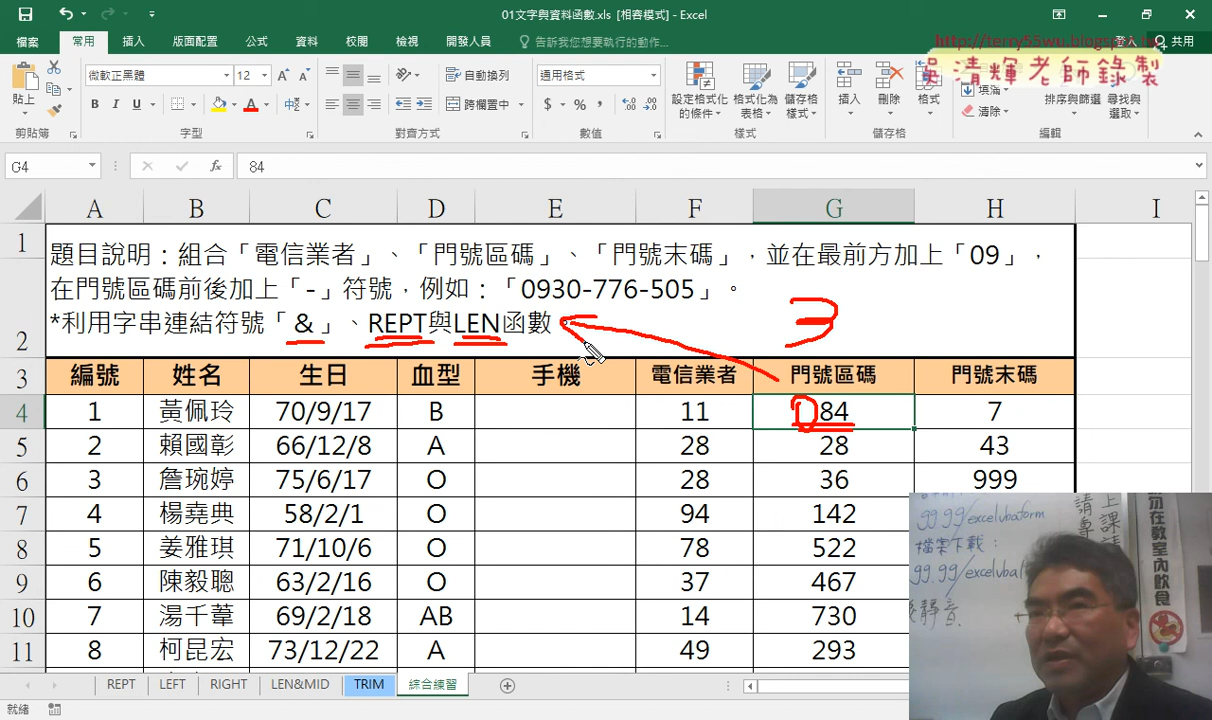 01文字與資料函數.xls [相容模式] - Excel
檔案 常用 插入 版面配置 公式 資料 校閱 檢視 開發人員 告訴我您想要執行的動作... 登入 共用
http://terry55wu.blogspot.tw
吳清輝老師錄製
貼上 微軟正黑體 12 自動換列 通用格式 設定格式化的條件 格式化為表格 儲存格樣式 插入 刪除 格式 填滿 排序與篩選 尋找與選取
B I U 跨欄置中 $ % 清除
剪貼簿 字型 對齊方式 數值 樣式 儲存格 編輯
G4 fx 84
A B C D E F G H I
1 題目說明：組合「電信業者」、「門號區碼」、「門號末碼」，並在最前方加上「09」，
在門號區碼前後加上「-」符號，例如：「0930-776-505」。
2 *利用字串連結符號「&」、REPT與LEN函數
3
3 編號 姓名 生日 血型 手機 電信業者 門號區碼 門號末碼
4 1 黃佩玲 70/9/17 B 11 084 7
5 2 賴國彰 66/12/8 A 28 28 43
6 3 詹琬婷 75/6/17 O 28 36 999
7 4 楊堯典 58/2/1 O 94 142
8 5 姜雅琪 71/10/6 O 78 522
9 6 陳毅聰 63/2/16 O 37 467
10 7 湯千葦 69/2/18 AB 14 730
11 8 柯昆宏 73/12/22 A 49 293
99.99/excelvbaform
檔案下載：
勿在教室內飲食
REPT LEFT RIGHT LEN&MID TRIM 綜合練習
就緒